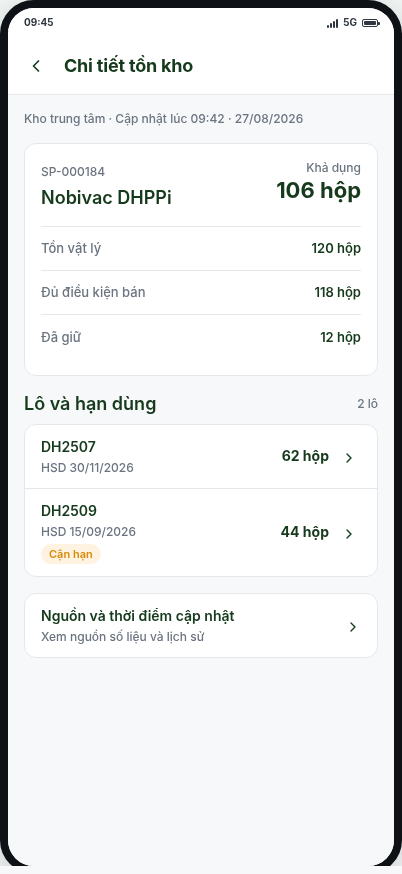 09:45
5G
Chi tiết tồn kho
Kho trung tâm · Cập nhật lúc 09:42 · 27/08/2026
SP-000184
Khả dụng
Nobivac DHPPi
106 hộp
Tồn vật lý
120 hộp
Đủ điều kiện bán
118 hộp
Đã giữ
12 hộp
Lô và hạn dùng
2 lô
DH2507
HSD 30/11/2026
62 hộp
DH2509
HSD 15/09/2026
44 hộp
Cận hạn
Nguồn và thời điểm cập nhật
Xem nguồn số liệu và lịch sử